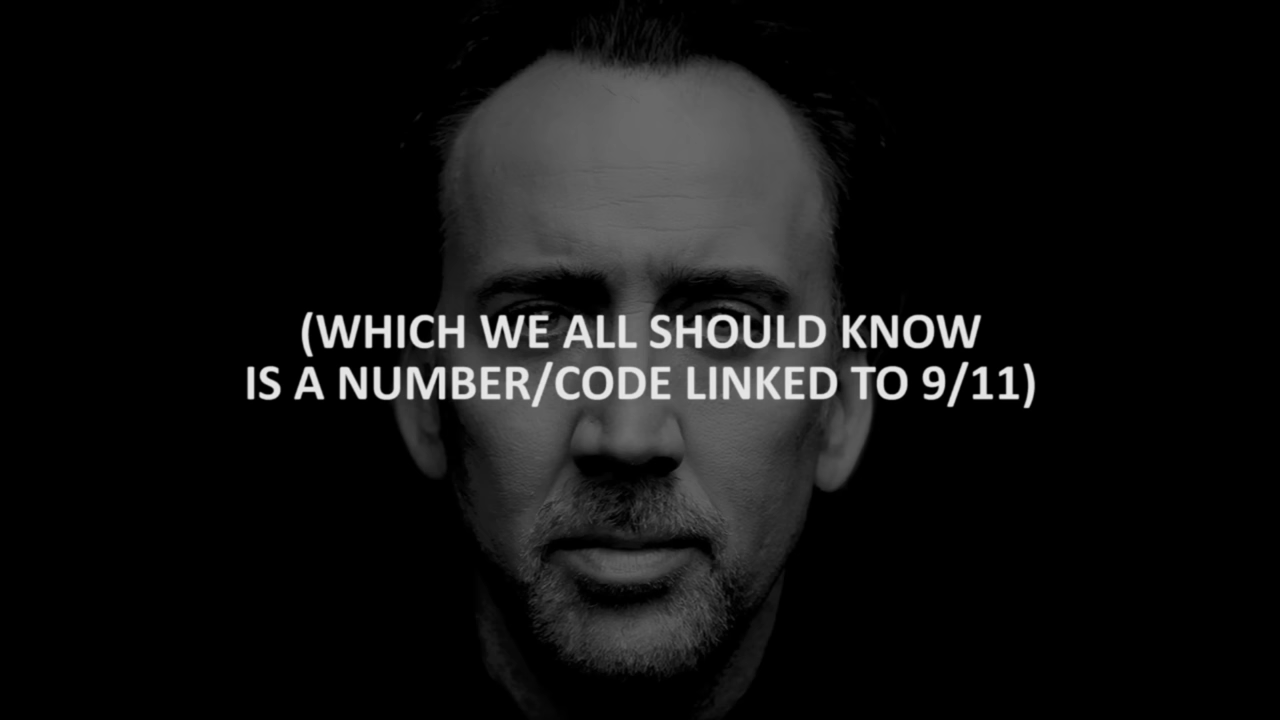 (WHICH WE ALL SHOULD KNOW
IS A NUMBER/CODE LINKED TO 9/11)